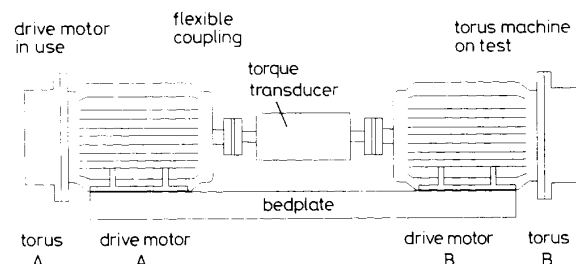 drive motor
in use
flexible
coupling
torque
transducer
torus machine
on test
bedplate
torus
A
drive motor
A
drive motor
B
torus
B